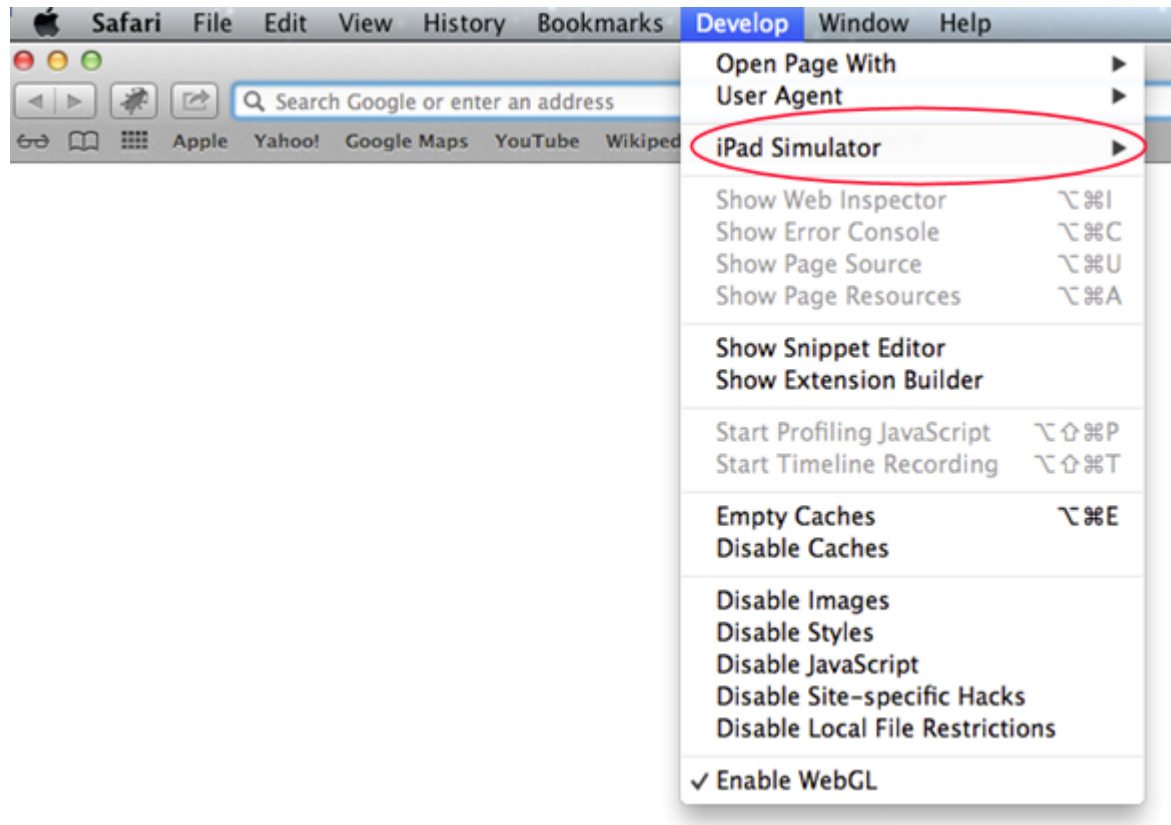 Safari File Edit View History Bookmarks Develop Window Help
Search Google or enter an address
Apple Yahoo! Google Maps YouTube Wikiped
Open Page With ▶
User Agent ▶
iPad Simulator ▶
Show Web Inspector ⌥⌘I
Show Error Console ⌥⌘C
Show Page Source ⌥⌘U
Show Page Resources ⌥⌘A
Show Snippet Editor
Show Extension Builder
Start Profiling JavaScript ⌥⇧⌘P
Start Timeline Recording ⌥⇧⌘T
Empty Caches ⌥⌘E
Disable Caches
Disable Images
Disable Styles
Disable JavaScript
Disable Site-specific Hacks
Disable Local File Restrictions
✓ Enable WebGL